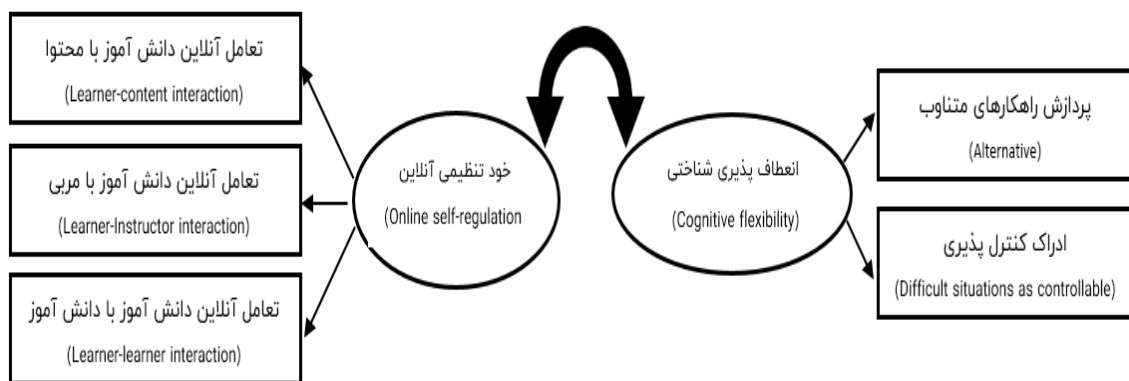 تعامل آنلاین دانش آموز با محتوا
(Learner-content interaction)
تعامل آنلاین دانش آموز با مربی
(Learner-Instructor interaction)
تعامل آنلاین دانش آموز با دانش آموز
(Learner-learner interaction)
خود تنظیمی آنلاین
(Online self-regulation
انعطاف پذیری شناختی
(Cognitive flexibility)
پردازش راهکارهای متناوب
(Alternative)
ادراک کنترل پذیری
(Difficult situations as controllable)